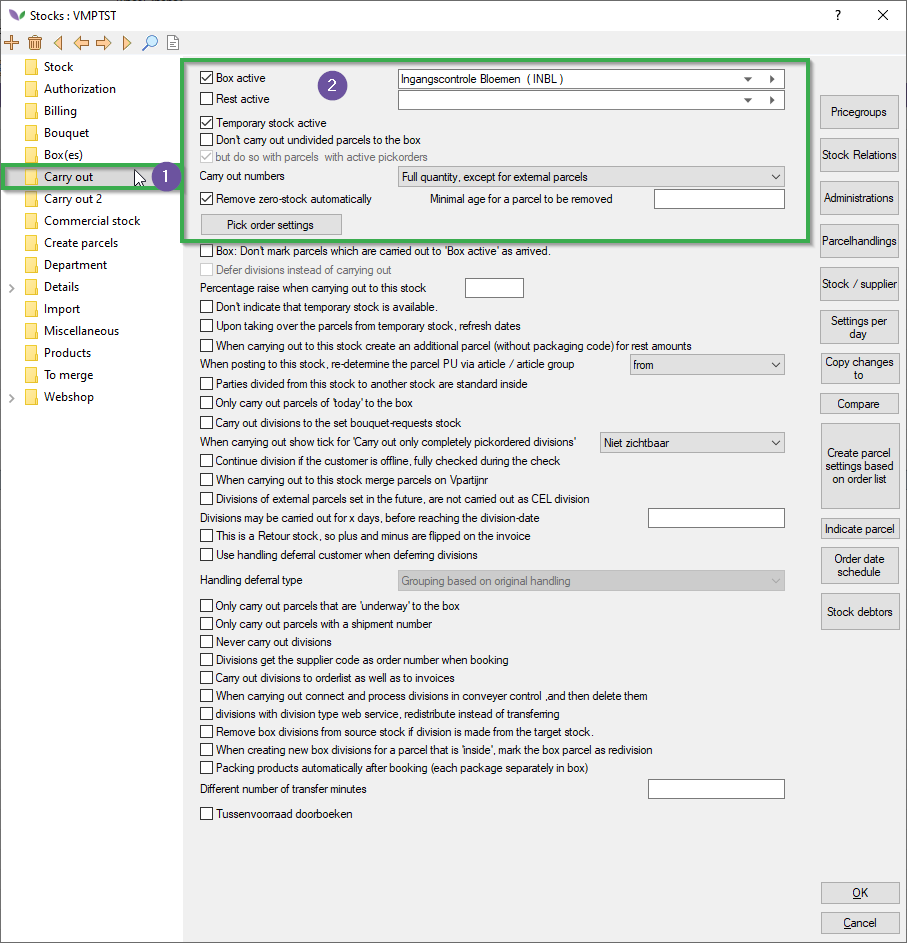 Stocks : VMPTST
?
Stock
Authorization
Billing
Bouquet
Box(es)
Carry out
1
Carry out 2
Commercial stock
Create parcels
Department
Details
Import
Miscellaneous
Products
To merge
Webshop
Box active
2
Ingangscontrole Bloemen ( INBL )
Rest active
Temporary stock active
Don't carry out undivided parcels to the box
but do so with parcels with active pickorders
Carry out numbers
Full quantity, except for external parcels
Remove zero-stock automatically
Minimal age for a parcel to be removed
Pick order settings
Box: Don't mark parcels which are carried out to 'Box active' as arrived.
Defer divisions instead of carrying out
Percentage raise when carrying out to this stock
Don't indicate that temporary stock is available.
Upon taking over the parcels from temporary stock, refresh dates
When carrying out to this stock create an additional parcel (without packaging code) for rest amounts
When posting to this stock, re-determine the parcel PU via article / article group
from
Parties divided from this stock to another stock are standard inside
Only carry out parcels of 'today' to the box
Carry out divisions to the set bouquet-requests stock
When carrying out show tick for 'Carry out only completely pickordered divisions'
Niet zichtbaar
Continue division if the customer is offline, fully checked during the check
When carrying out to this stock merge parcels on Vpartijnr
Divisions of external parcels set in the future, are not carried out as CEL division
Divisions may be carried out for x days, before reaching the division-date
This is a Retour stock, so plus and minus are flipped on the invoice
Use handling deferral customer when deferring divisions
Handling deferral type
Grouping based on original handling
Only carry out parcels that are 'underway' to the box
Only carry out parcels with a shipment number
Never carry out divisions
Divisions get the supplier code as order number when booking
Carry out divisions to orderlist as well as to invoices
When carrying out connect and process divisions in conveyer control ,and then delete them
divisions with division type web service, redistribute instead of transferring
Remove box divisions from source stock if division is made from the target stock.
When creating new box divisions for a parcel that is 'inside', mark the box parcel as redivision
Packing products automatically after booking (each package separately in box)
Different number of transfer minutes
Tussenvoorraad doorboeken
Pricegroups
Stock Relations
Administrations
Parcelhandlings
Stock / supplier
Settings per
day
Copy changes
to
Compare
Create parcel
settings based
on order list
Indicate parcel
Order date
schedule
Stock debtors
OK
Cancel